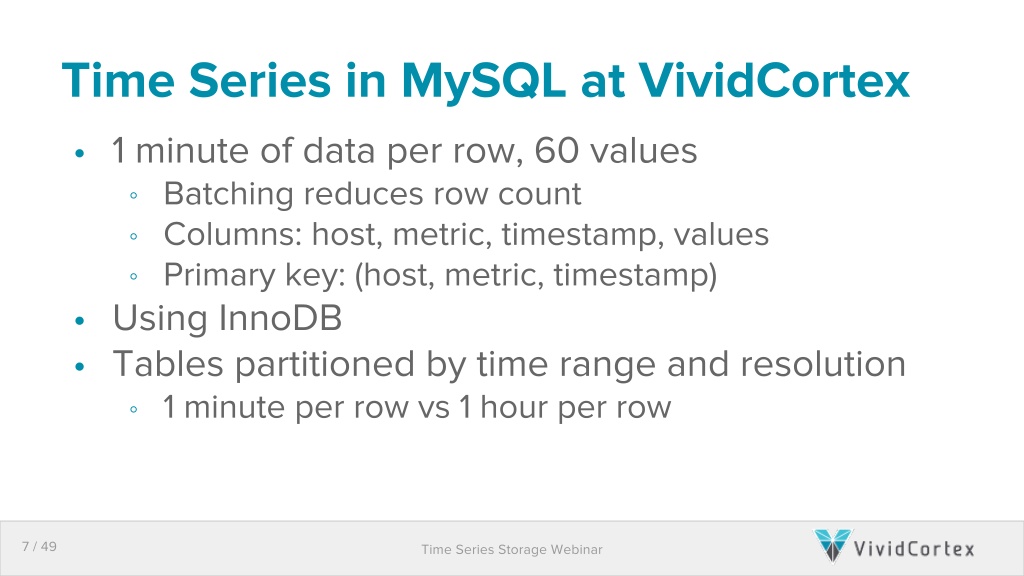 Time Series in MySQL at VividCortex
• 1 minute of data per row, 60 values
◦ Batching reduces row count
◦ Columns: host, metric, timestamp, values
◦ Primary key: (host, metric, timestamp)
• Using InnoDB
• Tables partitioned by time range and resolution
◦ 1 minute per row vs 1 hour per row
7 / 49
Time Series Storage Webinar
VividCortex